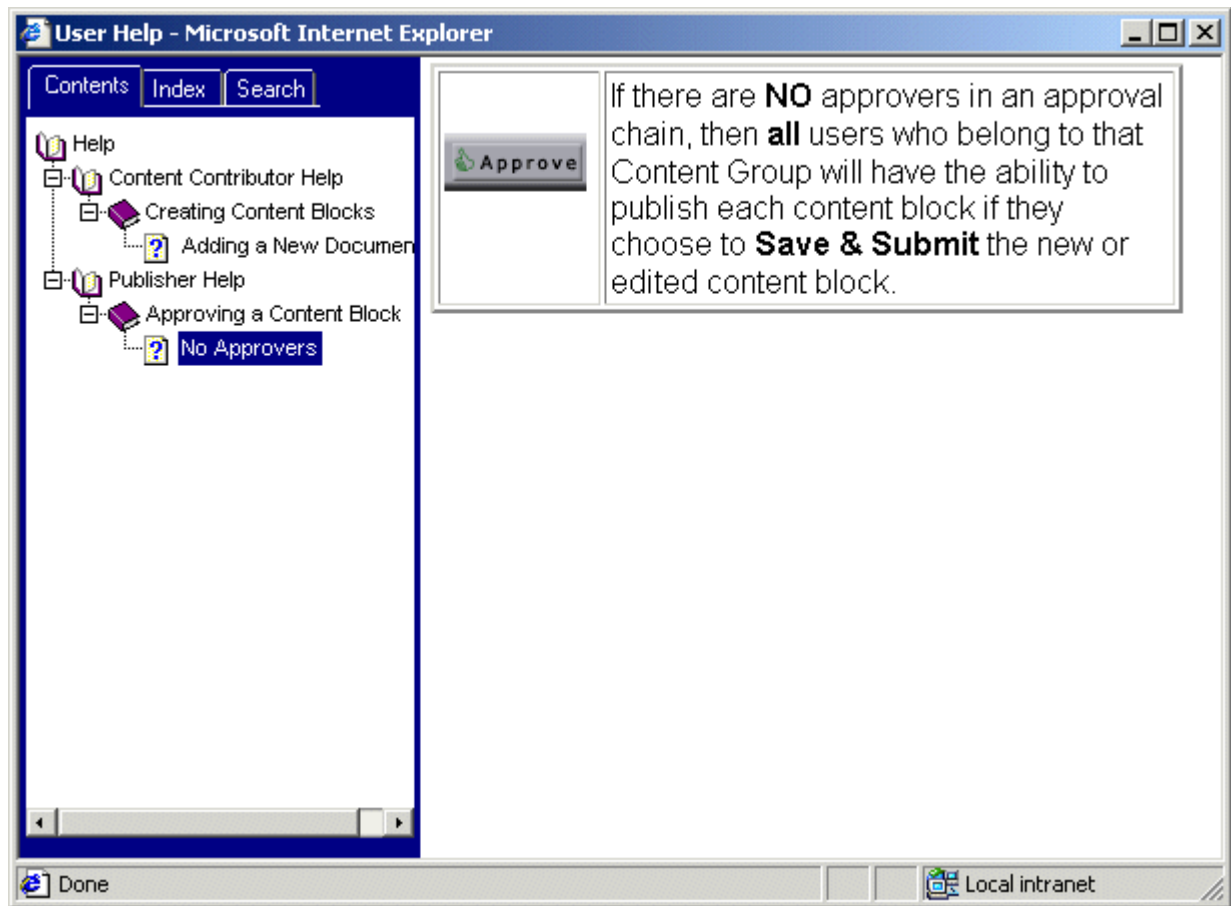 User Help - Microsoft Internet Explorer
Contents
Index
Search
Help
Content Contributor Help
Creating Content Blocks
Adding a New Documen
Publisher Help
Approving a Content Block
No Approvers
Approve
If there are NO approvers in an approval
chain, then all users who belong to that
Content Group will have the ability to
publish each content block if they
choose to Save & Submit the new or
edited content block.
Done
Local intranet